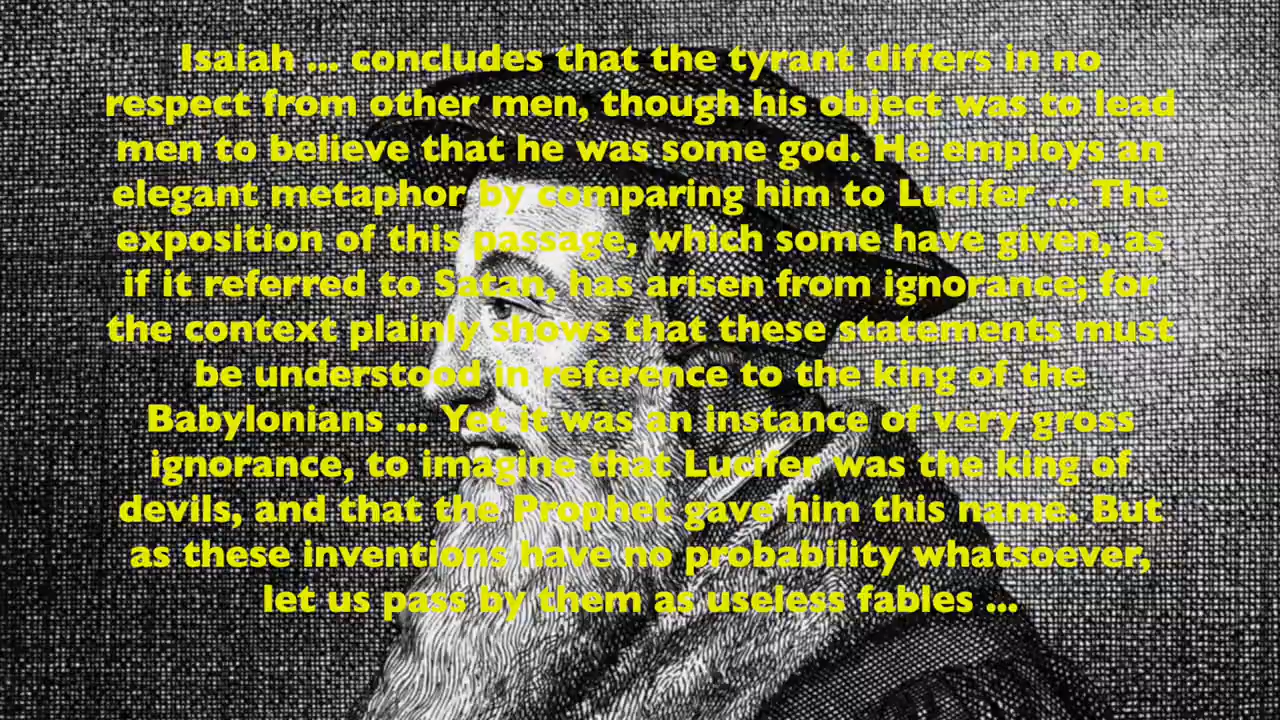 Isaiah ... concludes that the tyrant differs in no
respect from other men, though his object was to lead
men to believe that he was some god. He employs an
elegant metaphor by comparing him to Lucifer ... The
exposition of this passage, which some have given, as
if it referred to Satan, has arisen from ignorance; for
the context plainly shows that these statements must
be understood in reference to the king of the
Babylonians ... Yet it was an instance of very gross
ignorance, to imagine that Lucifer was the king of
devils, and that the Prophet gave him this name. But
as these inventions have no probability whatsoever,
let us pass by them as useless fables ...